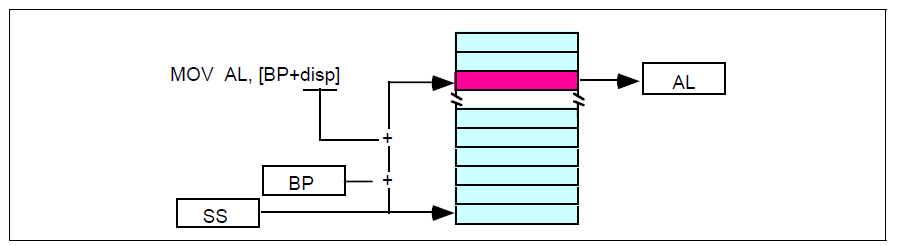 MOV AL, [BP+disp]
AL
+
BP
+
SS